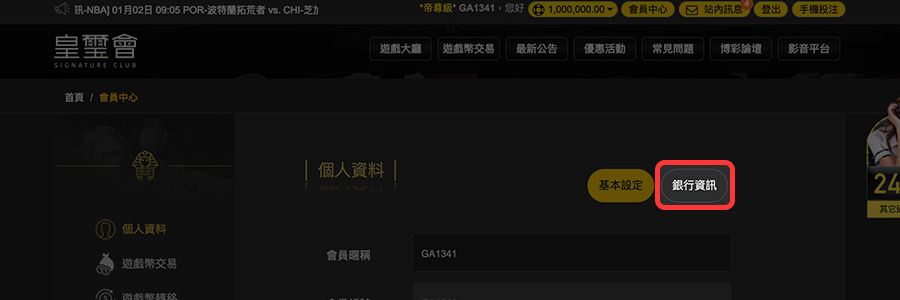 訊-NBA] 01月02日 09:05 POR-波特蘭拓荒者 vs. CHI-芝加
*帝尊級* GA1341，您好
1,000,000.00
會員中心
站內訊息
4
登出
手機投注
皇璽會
SIGNATURE CLUB
遊戲大廳
遊戲幣交易
最新公告
優惠活動
常見問題
博彩論壇
影音平台
首頁 / 會員中心
個人資料
基本設定
銀行資訊
24
其它
個人資料
會員暱稱
GA1341
遊戲幣交易
遊戲幣轉移